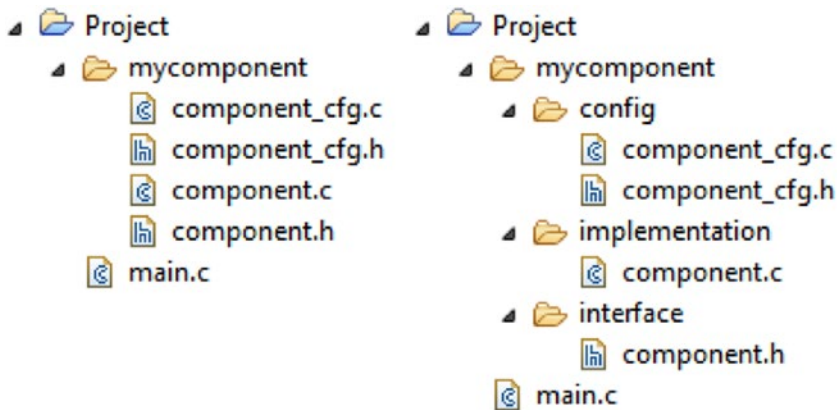 Project
mycomponent
component_cfg.c
component_cfg.h
component.c
component.h
main.c
Project
mycomponent
config
component_cfg.c
component_cfg.h
implementation
component.c
interface
component.h
main.c